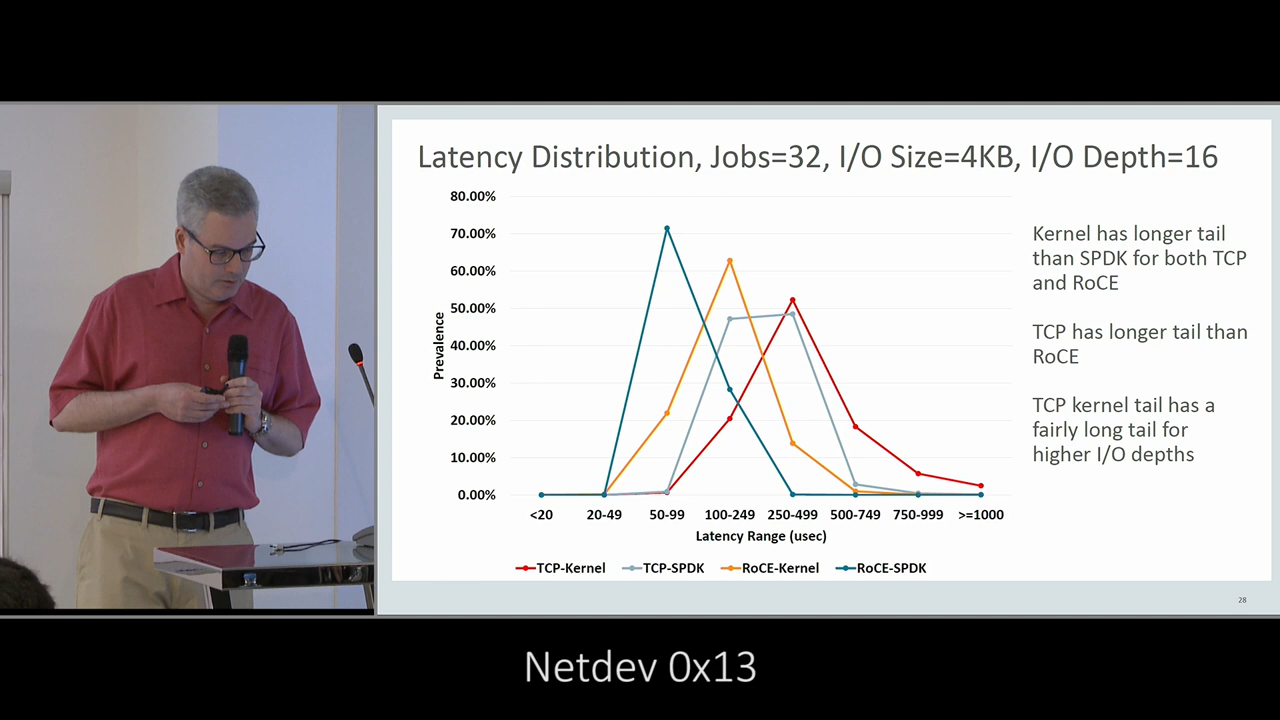 Latency Distribution, Jobs=32, I/O Size=4KB, I/O Depth=16
80.00%
70.00%
60.00%
50.00%
40.00%
30.00%
20.00%
10.00%
0.00%
Prevalence
<20
20-49
50-99
100-249
250-499
500-749
750-999
>=1000
Latency Range (usec)
TCP-Kernel
TCP-SPDK
RoCE-Kernel
RoCE-SPDK
Kernel has longer tail
than SPDK for both TCP
and RoCE
TCP has longer tail than
RoCE
TCP kernel tail has a
fairly long tail for
higher I/O depths
28
Netdev 0x13